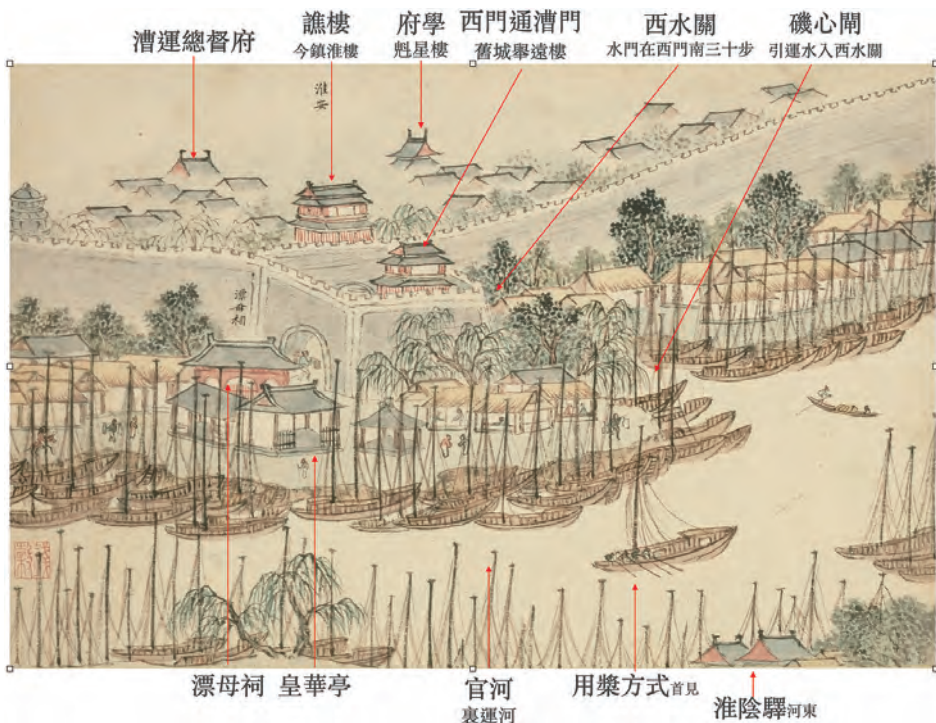 漕運總督府
譙樓
今鎮淮樓
府學
魁星樓
西門通漕門
舊城舉遠樓
西水關
水門在西門南三十步
磯心閘
引運水入西水關
淮安
漂母祠
漂母祠
皇華亭
官河
裏運河
用槳方式首見
淮陰驛河東